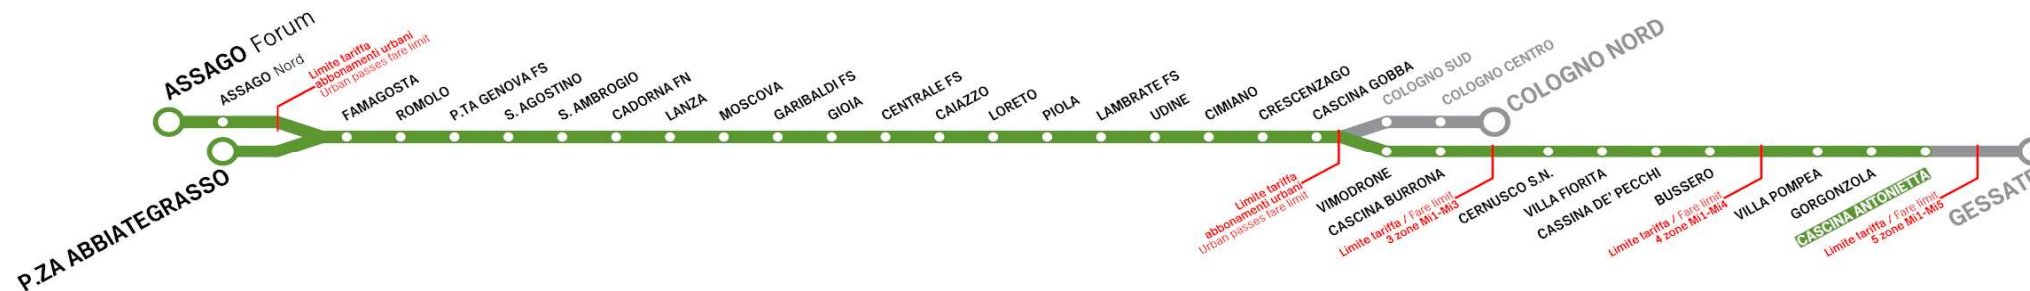 ASSAGO Forum
ASSAGO Nord
Limite tariffa
abbonamenti urbani
Urban passes fare limit
P.ZA ABBIATEGRASSO
FAMAGOSTA
ROMOLO
P.TA GENOVA FS
S. AGOSTINO
S. AMBROGIO
CADORNA FN
LANZA
MOSCOVA
GARIBALDI FS
GIOIA
CENTRALE FS
CAIAZZO
LORETO
PIOLA
LAMBRATE FS
UDINE
CIMIANO
CRESCENZAGO
CASCINA GOBBA
COLOGNO SUD
COLOGNO CENTRO
COLOGNO NORD
Limite tariffa
abbonamenti urbani
Urban passes fare limit
VIMODRONE
CASCINA BURRONA
Limite tariffa / Fare limit
3 zone Mi1-Mi3
CERNUSCO S.N.
VILLA FIORITA
CASSINA DE' PECCHI
BUSSERO
Limite tariffa / Fare limit
4 zone Mi1-Mi4
VILLA POMPEA
GORGONZOLA
CASCINA ANTONIETTA
Limite tariffa / Fare limit
5 zone Mi1-Mi5
GESSATE